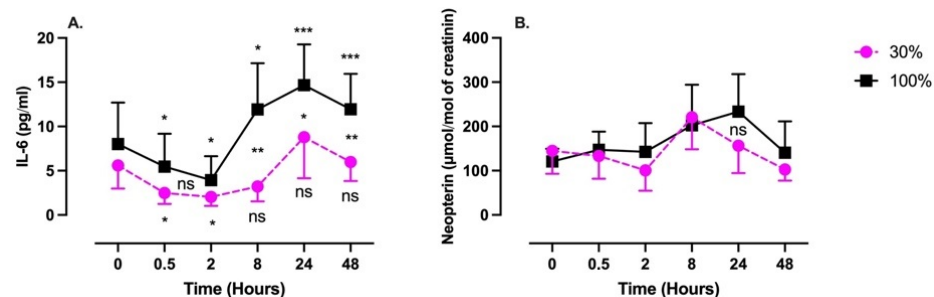 A.
IL-6 (pg/ml)
20
15
10
5
0
*
*
*
***
***
ns
**
*
**
*
*
ns
ns
ns
0 0.5 2 8 24 48
Time (Hours)
B.
Neopterin (µmol/mol of creatinin)
400
300
200
100
0
ns
0 0.5 2 8 24 48
Time (Hours)
30%
100%